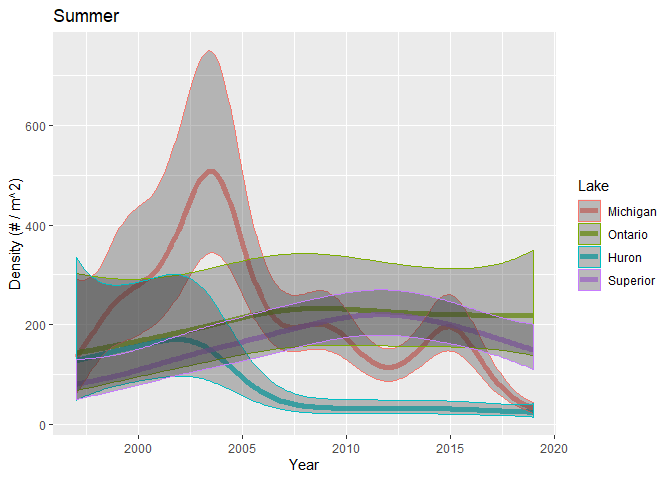 Summer
Density (# / m^2)
600
400
200
0
2000 2005 2010 2015 2020
Year
Lake
Michigan
Ontario
Huron
Superior